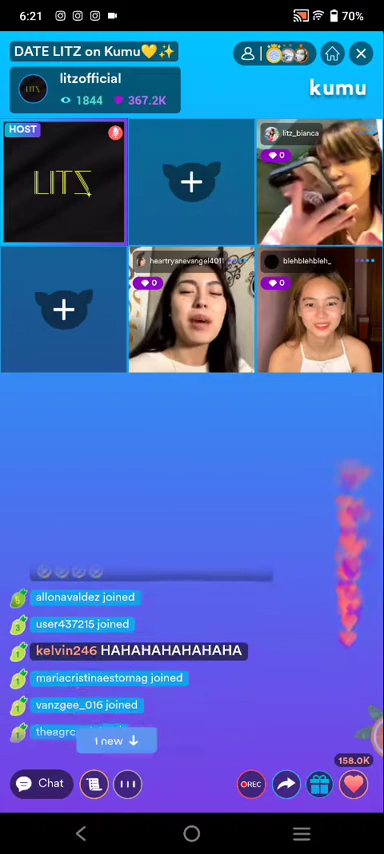 6:21
70%
DATE LITZ on Kumu💛✨
litzofficial
1844 367.2K
kumu
HOST
LITZ
litz_bianca
0
heartryanevangel4011
0
blehblehbleh_
0
allonavaldez joined
user437215 joined
kelvin246 HAHAHAHAHAHAHA
mariacristinaestomag joined
vanzgee_016 joined
1 new ↓
158.0K
Chat
REC